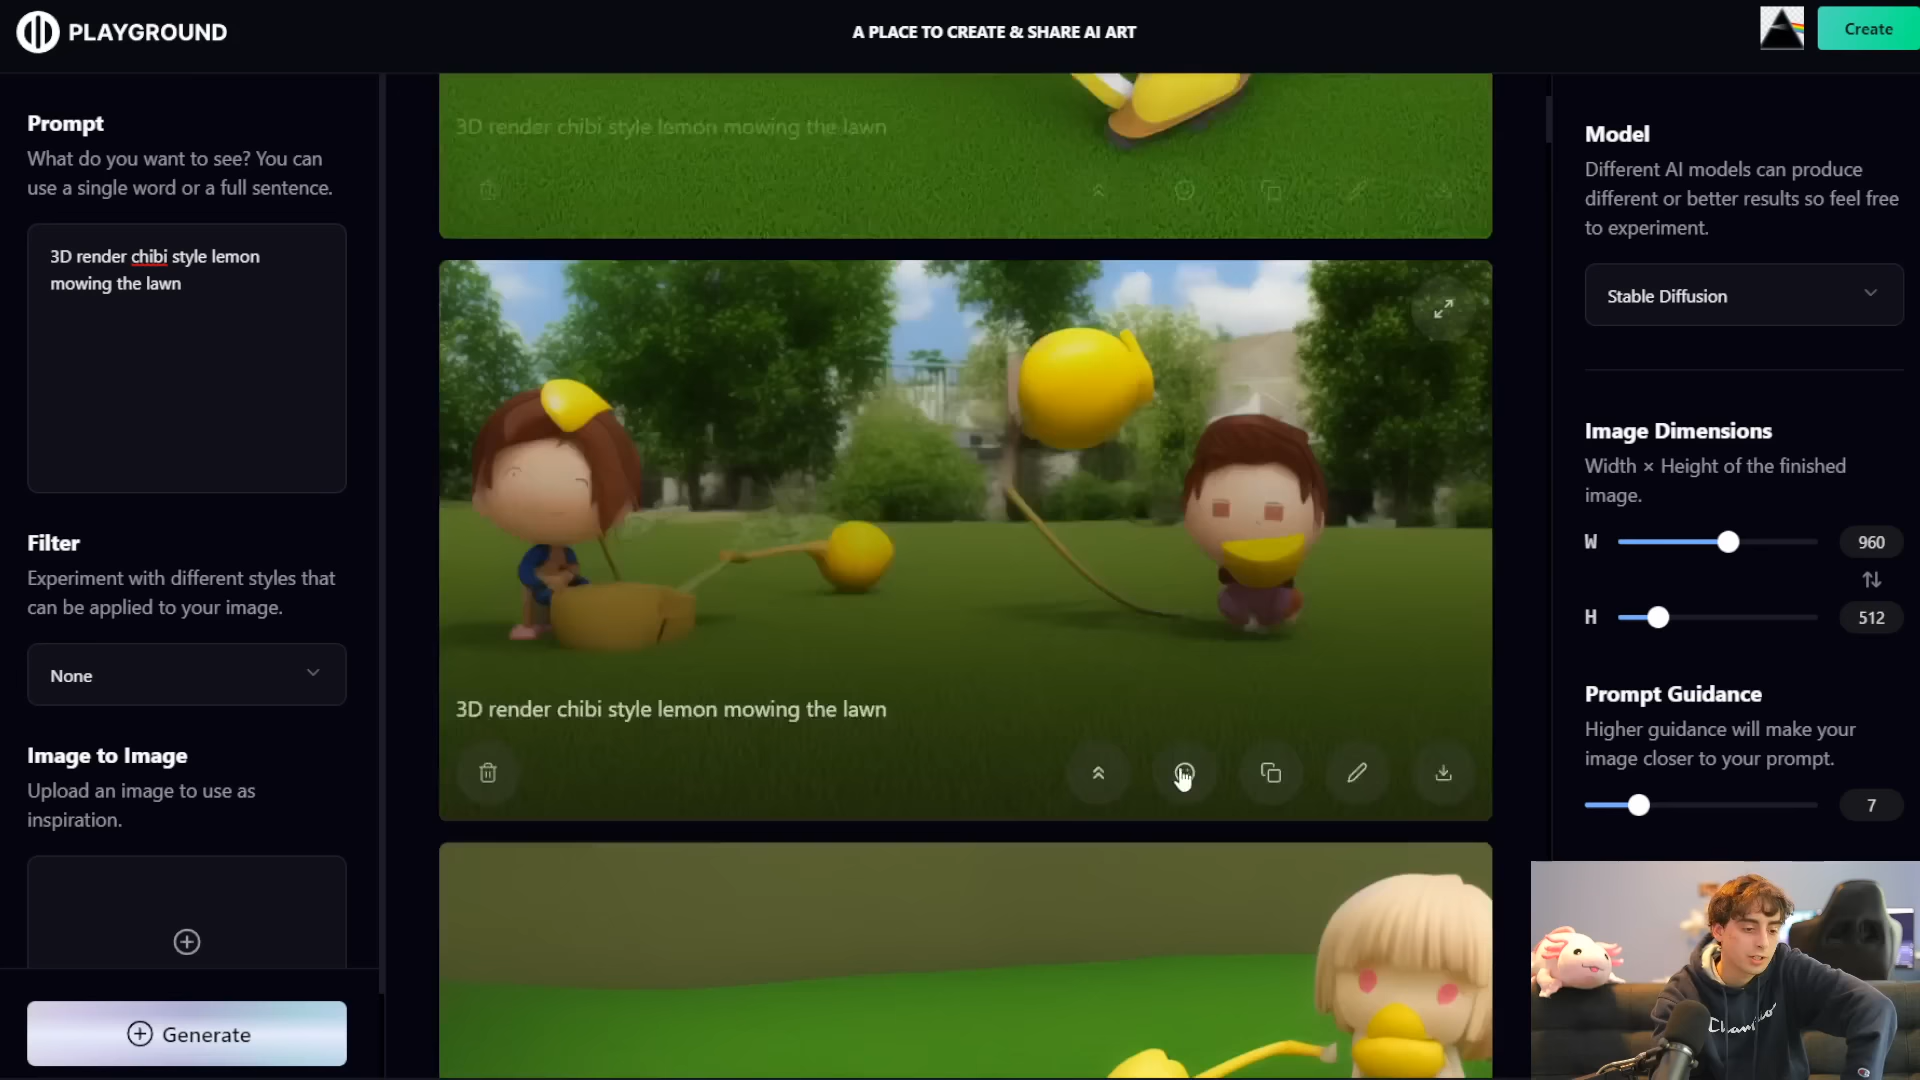 PLAYGROUND
A PLACE TO CREATE & SHARE AI ART
Create
Prompt
What do you want to see? You can
use a single word or a full sentence.
3D render chibi style lemon
mowing the lawn
Filter
Experiment with different styles that
can be applied to your image.
None
Image to Image
Upload an image to use as
inspiration.
Generate
3D render chibi style lemon mowing the lawn
3D render chibi style lemon mowing the lawn
Model
Different AI models can produce
different or better results so feel free
to experiment.
Stable Diffusion
Image Dimensions
Width × Height of the finished
image.
W 960
H 512
Prompt Guidance
Higher guidance will make your
image closer to your prompt.
7